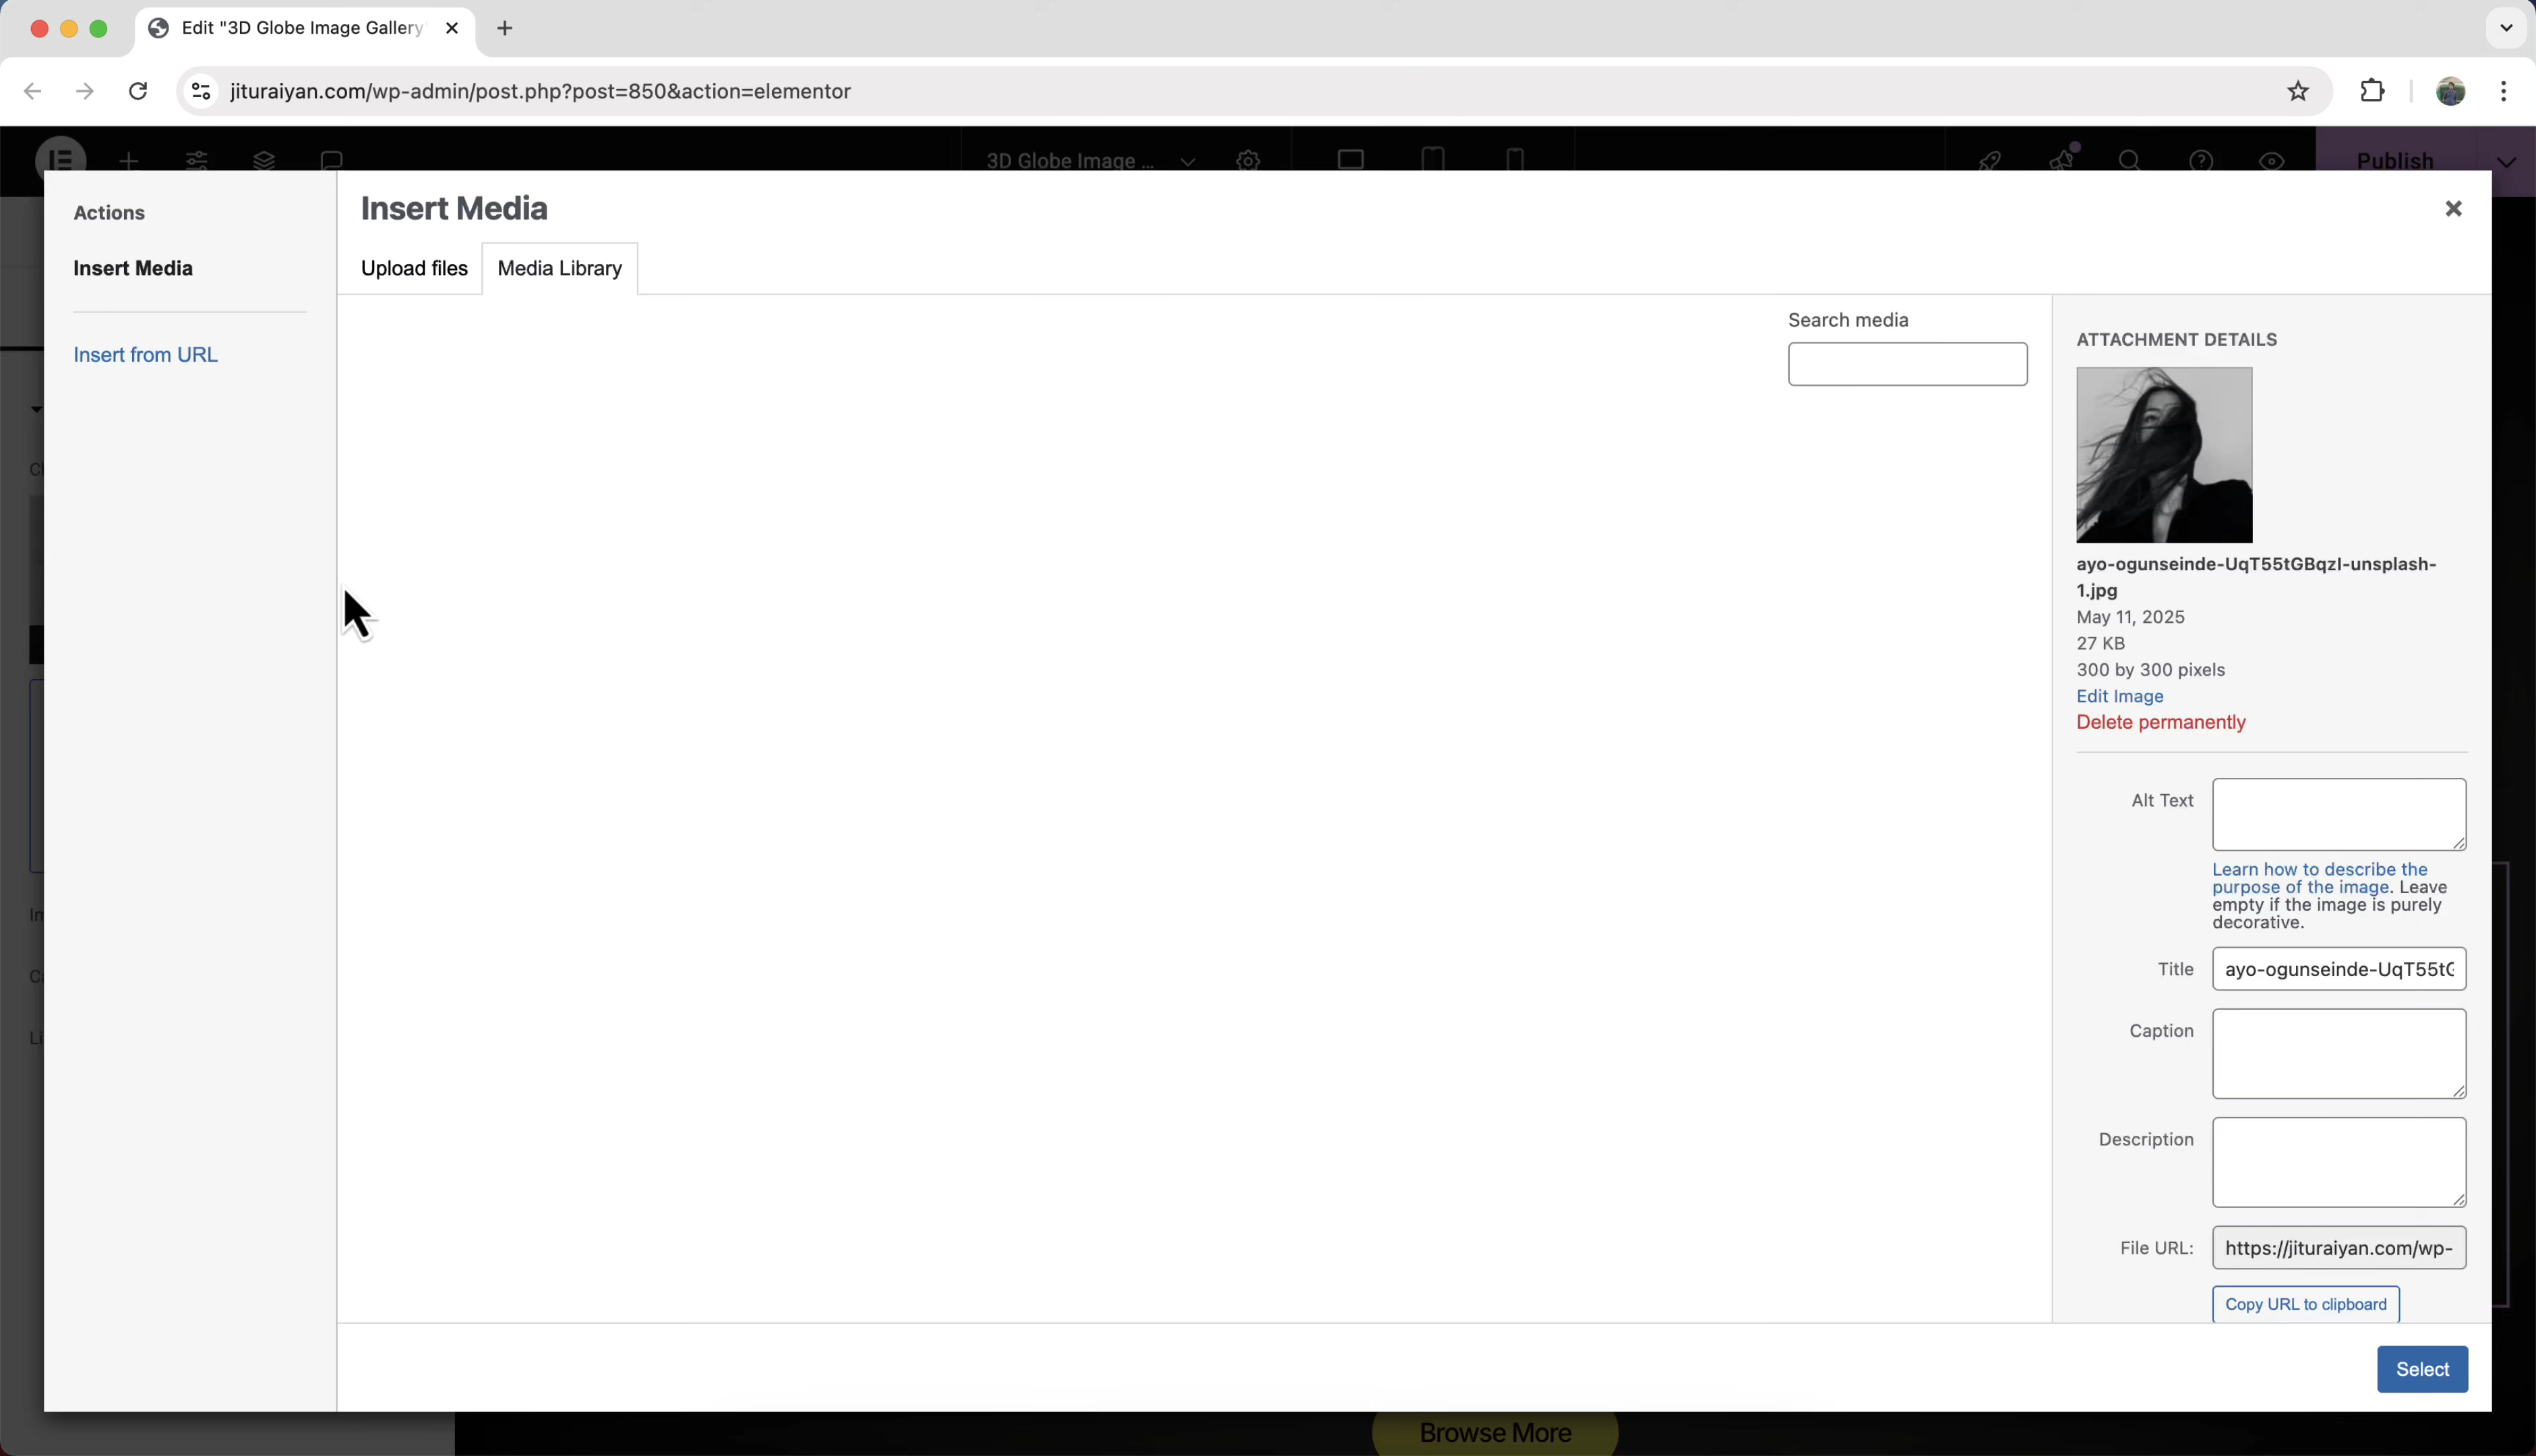 Edit "3D Globe Image Gallery"
jituraiyan.com/wp-admin/post.php?post=850&action=elementor
3D Globe Image ...
Publish
Actions
Insert Media
Insert from URL
Insert Media
Upload files
Media Library
Search media
ATTACHMENT DETAILS
ayo-ogunseinde-UqT55tGBqzI-unsplash-
1.jpg
May 11, 2025
27 KB
300 by 300 pixels
Edit Image
Delete permanently
Alt Text
Learn how to describe the
purpose of the image. Leave
empty if the image is purely
decorative.
Title
ayo-ogunseinde-UqT55tG
Caption
Description
File URL:
https://jituraiyan.com/wp-
Copy URL to clipboard
Select
Browse More